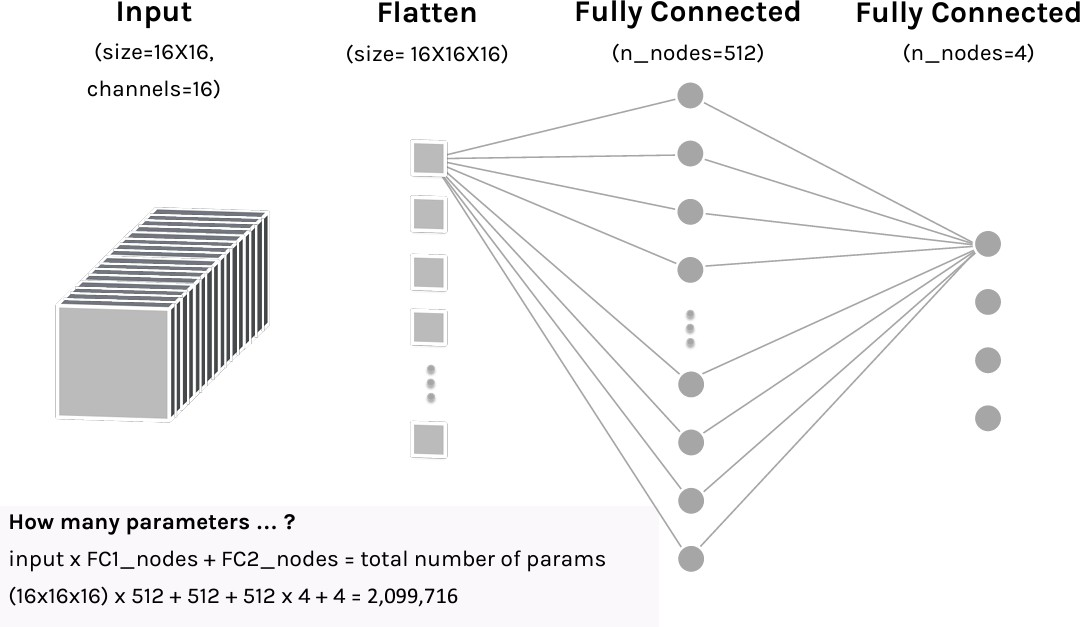 Input
(size=16X16,
channels=16)
Flatten
(size= 16X16X16)
Fully Connected
(n_nodes=512)
Fully Connected
(n_nodes=4)
How many parameters ... ?
input x FC1_nodes + FC2_nodes = total number of params
(16x16x16) x 512 + 512 + 512 x 4 + 4 = 2,099,716